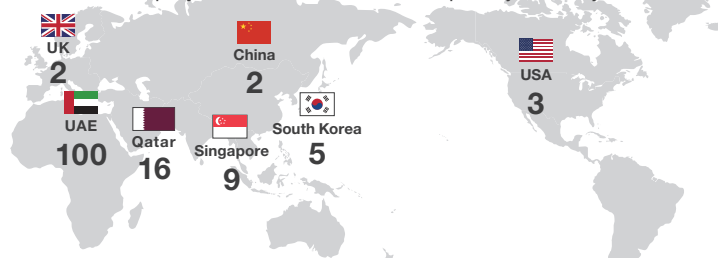 UK
2
China
2
USA
3
UAE
100
Qatar
16
Singapore
9
South Korea
5